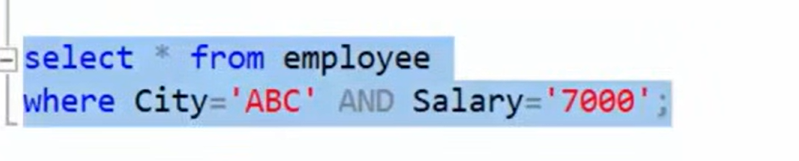 select * from employee
where City='ABC' AND Salary='7000';